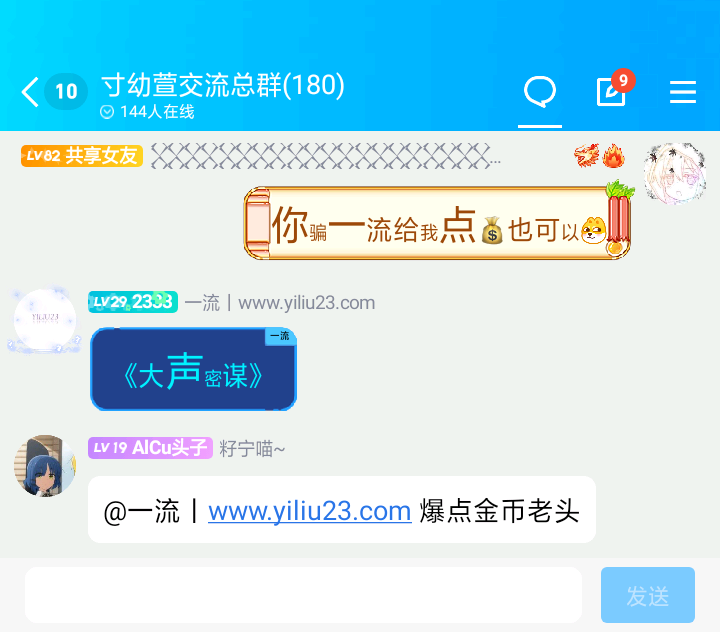 10
寸幼萱交流总群(180)
144人在线
9
LV82 共享女友
你骗一流给我点💰也可以
LV29 2333 一流丨www.yiliu23.com
YILIU23
一流
《大声密谋》
LV19 AlCu头子 籽宁喵~
@一流丨www.yiliu23.com 爆点金币老头
发送